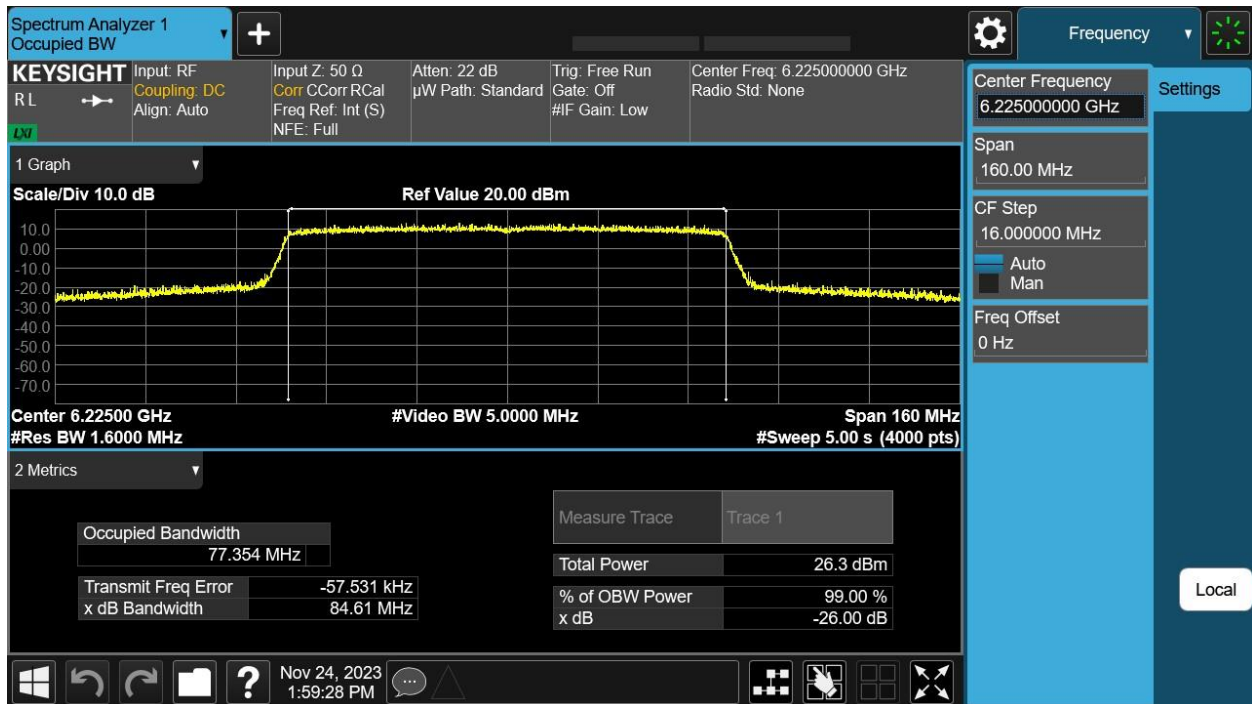 Spectrum Analyzer 1
Occupied BW
▼
+
Frequency
▼
KEYSIGHT
RL
LXI
Input: RF
Coupling: DC
Align: Auto
Input Z: 50 Ω
Corr CCorr RCal
Freq Ref: Int (S)
NFE: Full
Atten: 22 dB
µW Path: Standard
Trig: Free Run
Gate: Off
#IF Gain: Low
Center Freq: 6.225000000 GHz
Radio Std: None
Center Frequency
6.225000000 GHz
Settings
Span
160.00 MHz
CF Step
16.000000 MHz
Auto
Man
Freq Offset
0 Hz
1 Graph ▼
Scale/Div 10.0 dB
Ref Value 20.00 dBm
10.0
0.00
-10.0
-20.0
-30.0
-40.0
-50.0
-60.0
-70.0
Center 6.22500 GHz
#Video BW 5.0000 MHz
Span 160 MHz
#Res BW 1.6000 MHz
#Sweep 5.00 s (4000 pts)
2 Metrics ▼
Measure Trace Trace 1
Occupied Bandwidth
77.354 MHz
Total Power 26.3 dBm
Transmit Freq Error -57.531 kHz
% of OBW Power 99.00 %
x dB Bandwidth 84.61 MHz
x dB -26.00 dB
Local
?
Nov 24, 2023
1:59:28 PM